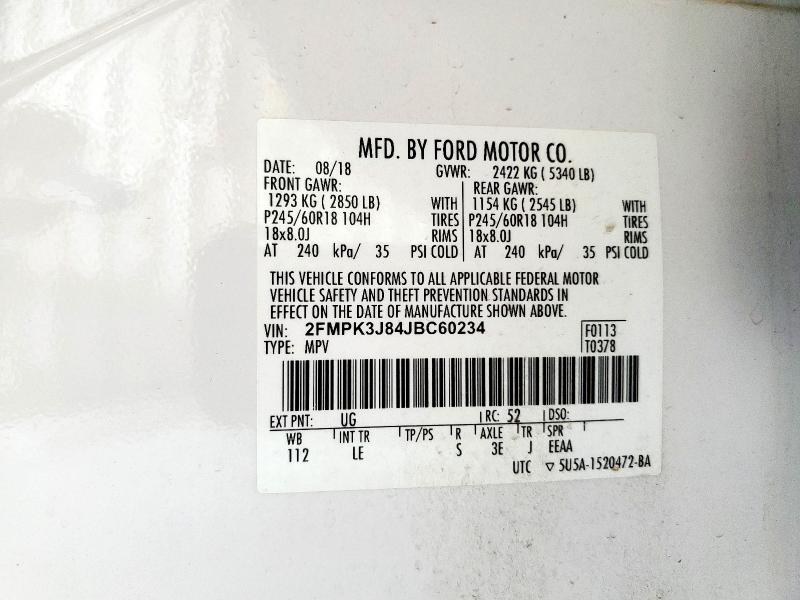 MFD. BY FORD MOTOR CO.
DATE: 08/18 GVWR: 2422 KG ( 5340 LB)
FRONT GAWR: REAR GAWR:
1293 KG ( 2850 LB) WITH 1154 KG ( 2545 LB) WITH
P245/60R18 104H TIRES P245/60R18 104H TIRES
18x8.0J RIMS 18x8.0J RIMS
AT 240 kPa/ 35 PSI COLD AT 240 kPa/ 35 PSI COLD
THIS VEHICLE CONFORMS TO ALL APPLICABLE FEDERAL MOTOR
VEHICLE SAFETY AND THEFT PREVENTION STANDARDS IN
EFFECT ON THE DATE OF MANUFACTURE SHOWN ABOVE.
VIN: 2FMPK3J84JBC60234 F0113
TYPE: MPV T0378
EXT PNT: UG RC: 52 DSO:
WB INT TR TP/PS R AXLE TR SPR
112 LE S 3E J EEAA
UTC ▽ 5U5A-1520472-BA